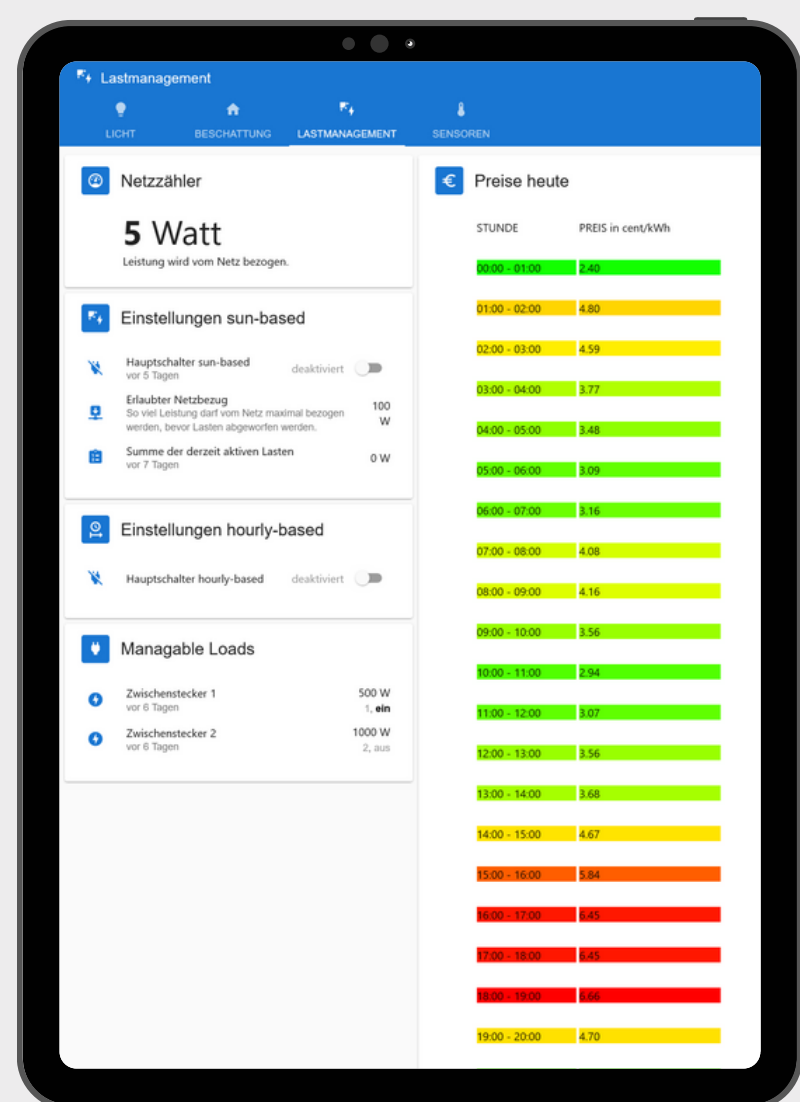 Lastmanagement
LICHT
BESCHATTUNG
LASTMANAGEMENT
SENSOREN
Netzzähler
5 Watt
Leistung wird vom Netz bezogen.
Einstellungen sun-based
Hauptschalter sun-based
vor 5 Tagen
deaktiviert
Erlaubter Netzbezug
So viel Leistung darf vom Netz maximal bezogen
werden, bevor Lasten abgeworfen werden.
100
W
Summe der derzeit aktiven Lasten
vor 7 Tagen
0 W
Einstellungen hourly-based
Hauptschalter hourly-based
deaktiviert
Managable Loads
Zwischenstecker 1
vor 6 Tagen
500 W
1, ein
Zwischenstecker 2
vor 6 Tagen
1000 W
2, aus
€ Preise heute
STUNDE PREIS in cent/kWh
00:00 - 01:00 2.40
01:00 - 02:00 4.80
02:00 - 03:00 4.59
03:00 - 04:00 3.77
04:00 - 05:00 3.48
05:00 - 06:00 3.09
06:00 - 07:00 3.16
07:00 - 08:00 4.08
08:00 - 09:00 4.16
09:00 - 10:00 3.56
10:00 - 11:00 2.94
11:00 - 12:00 3.07
12:00 - 13:00 3.56
13:00 - 14:00 3.68
14:00 - 15:00 4.67
15:00 - 16:00 5.84
16:00 - 17:00 6.45
17:00 - 18:00 6.45
18:00 - 19:00 6.66
19:00 - 20:00 4.70